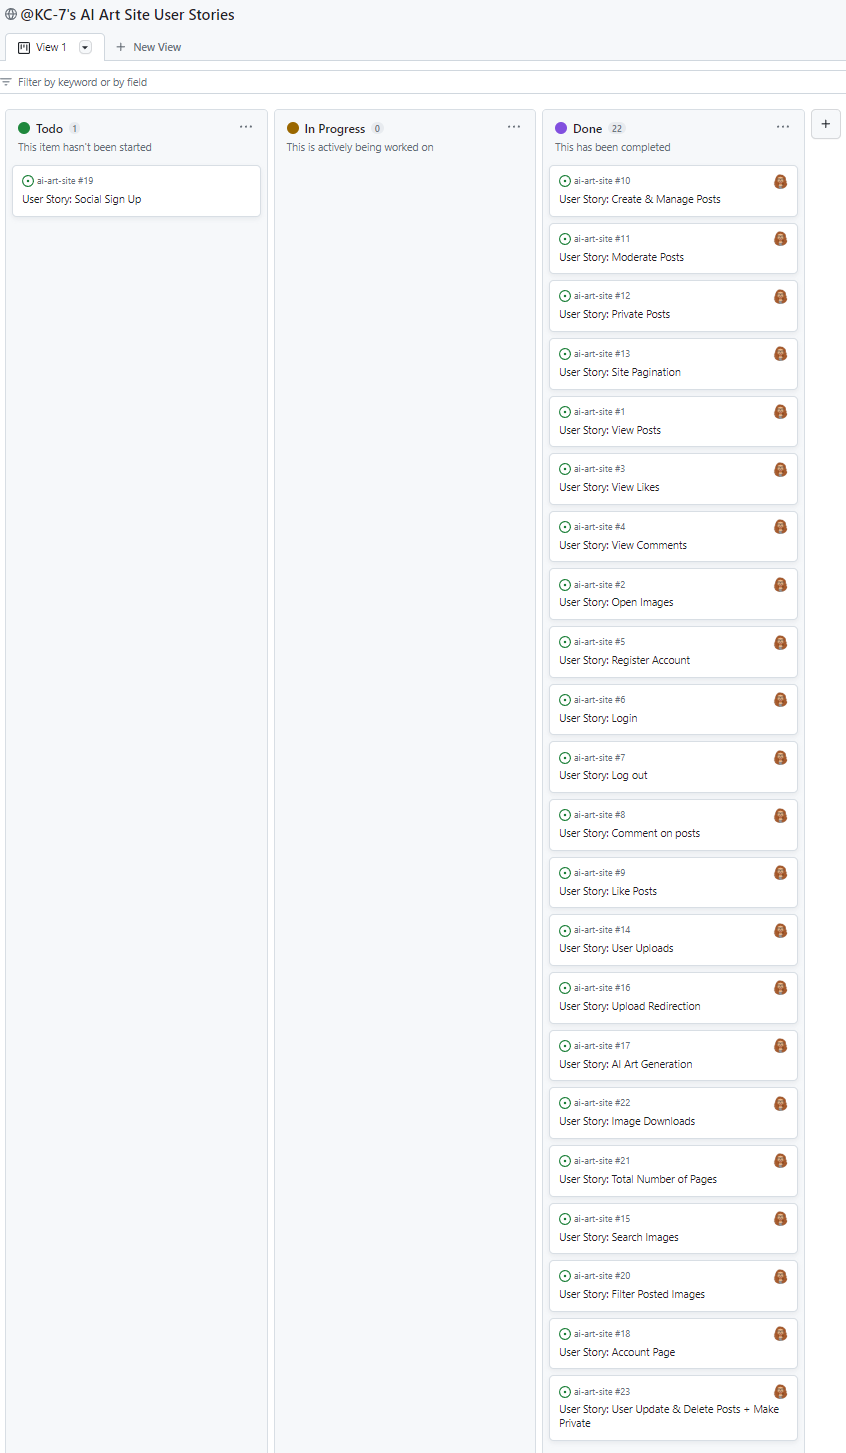 @KC-7's AI Art Site User Stories
View 1
New View
Filter by keyword or by field
Todo 1
This item hasn't been started
ai-art-site #19
User Story: Social Sign Up
In Progress 0
This is actively being worked on
Done 22
This has been completed
ai-art-site #10
User Story: Create & Manage Posts
ai-art-site #11
User Story: Moderate Posts
ai-art-site #12
User Story: Private Posts
ai-art-site #13
User Story: Site Pagination
ai-art-site #1
User Story: View Posts
ai-art-site #3
User Story: View Likes
ai-art-site #4
User Story: View Comments
ai-art-site #2
User Story: Open Images
ai-art-site #5
User Story: Register Account
ai-art-site #6
User Story: Login
ai-art-site #7
User Story: Log out
ai-art-site #8
User Story: Comment on posts
ai-art-site #9
User Story: Like Posts
ai-art-site #14
User Story: User Uploads
ai-art-site #16
User Story: Upload Redirection
ai-art-site #17
User Story: AI Art Generation
ai-art-site #22
User Story: Image Downloads
ai-art-site #21
User Story: Total Number of Pages
ai-art-site #15
User Story: Search Images
ai-art-site #20
User Story: Filter Posted Images
ai-art-site #18
User Story: Account Page
ai-art-site #23
User Story: User Update & Delete Posts + Make
Private